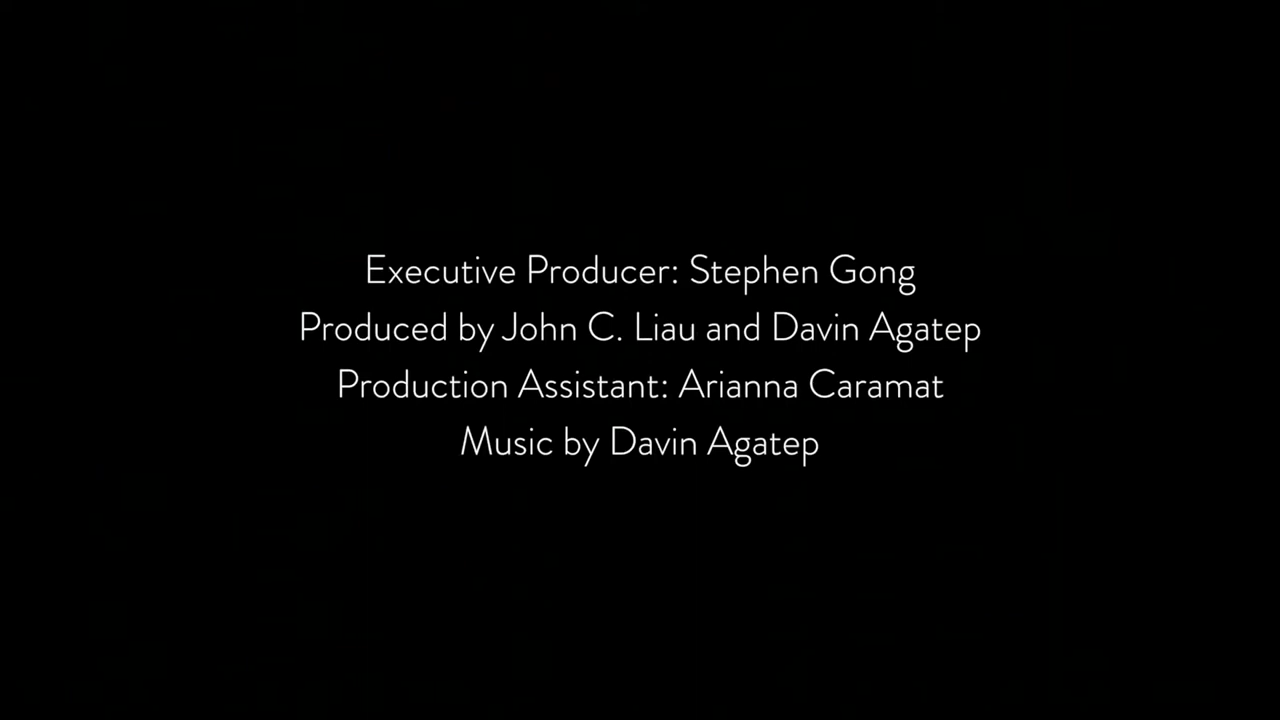 Executive Producer: Stephen Gong
Produced by John C. Liau and Davin Agatep
Production Assistant: Arianna Caramat
Music by Davin Agatep